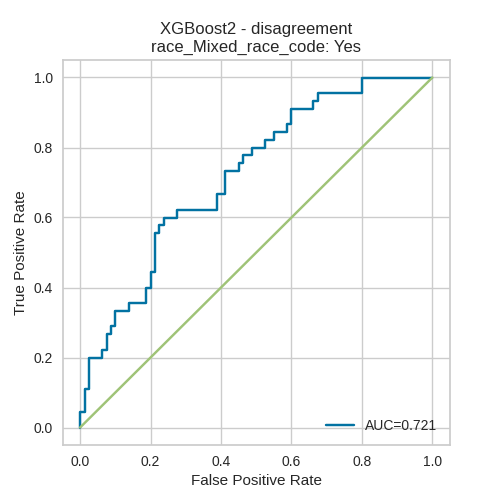 XGBoost2 - disagreement
race_Mixed_race_code: Yes
1.0
0.8
0.6
0.4
0.2
0.0
True Positive Rate
AUC=0.721
0.0 0.2 0.4 0.6 0.8 1.0
False Positive Rate